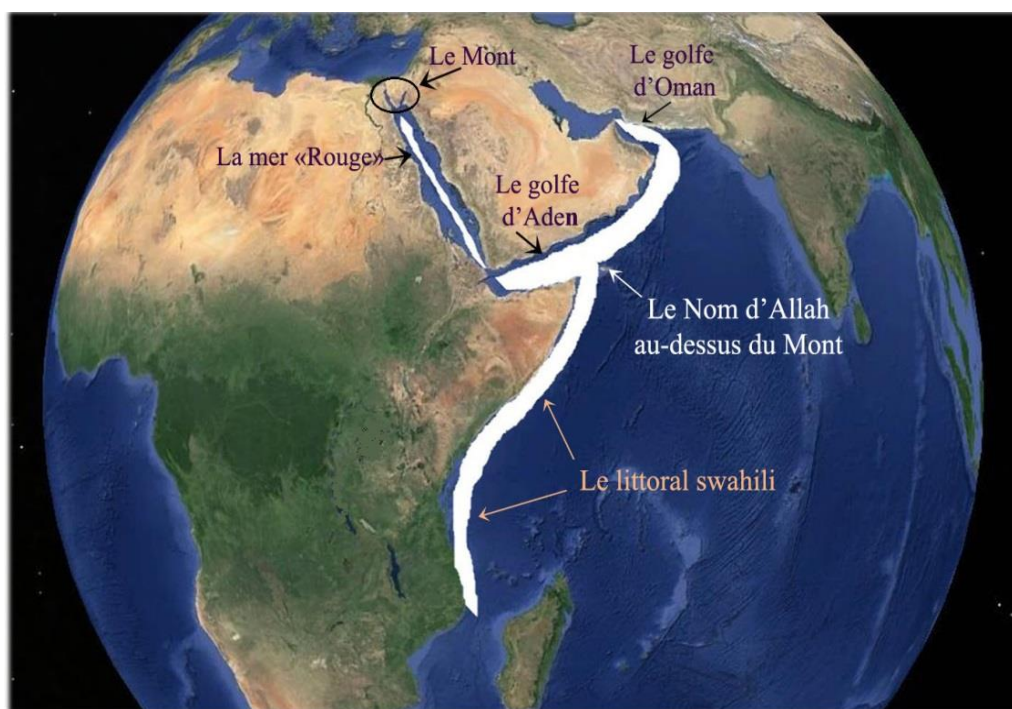 Le Mont
Le golfe
d'Oman
La mer «Rouge»
Le golfe
d'Aden
Le Nom d'Allah
au-dessus du Mont
Le littoral swahili